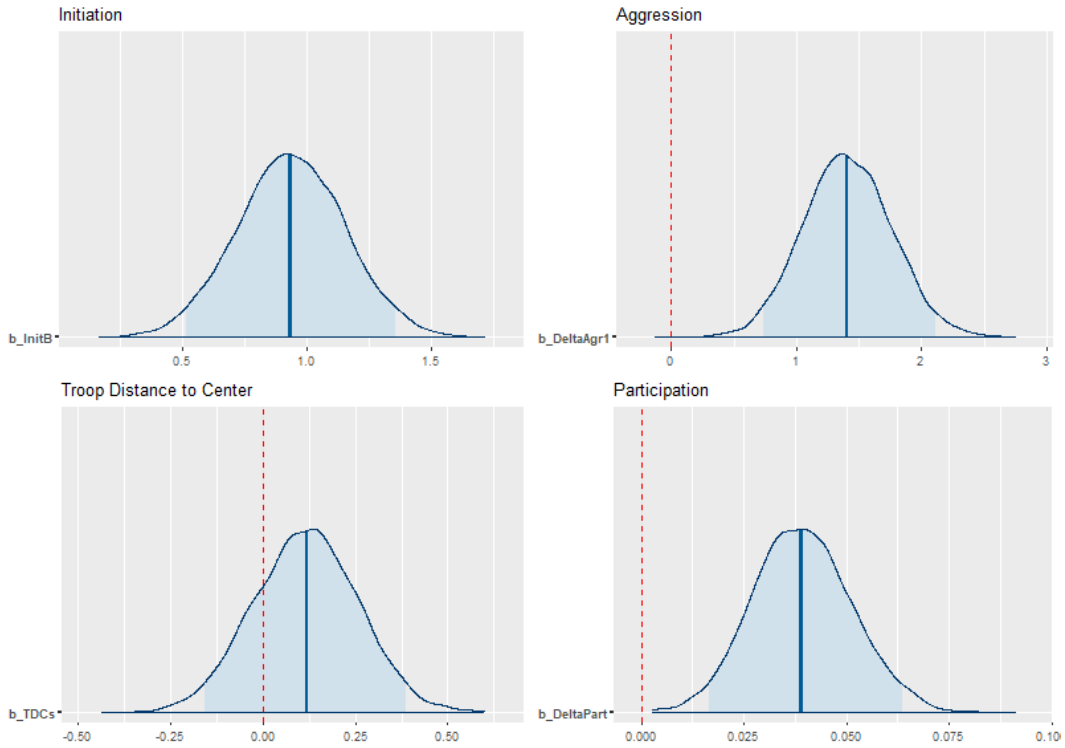 Initiation
b_InitB
0.5 1.0 1.5
Aggression
b_DeltaAgr1
0 1 2 3
Troop Distance to Center
b_TDCs
-0.50 -0.25 0.00 0.25 0.50
Participation
b_DeltaPart
0.000 0.025 0.050 0.075 0.10